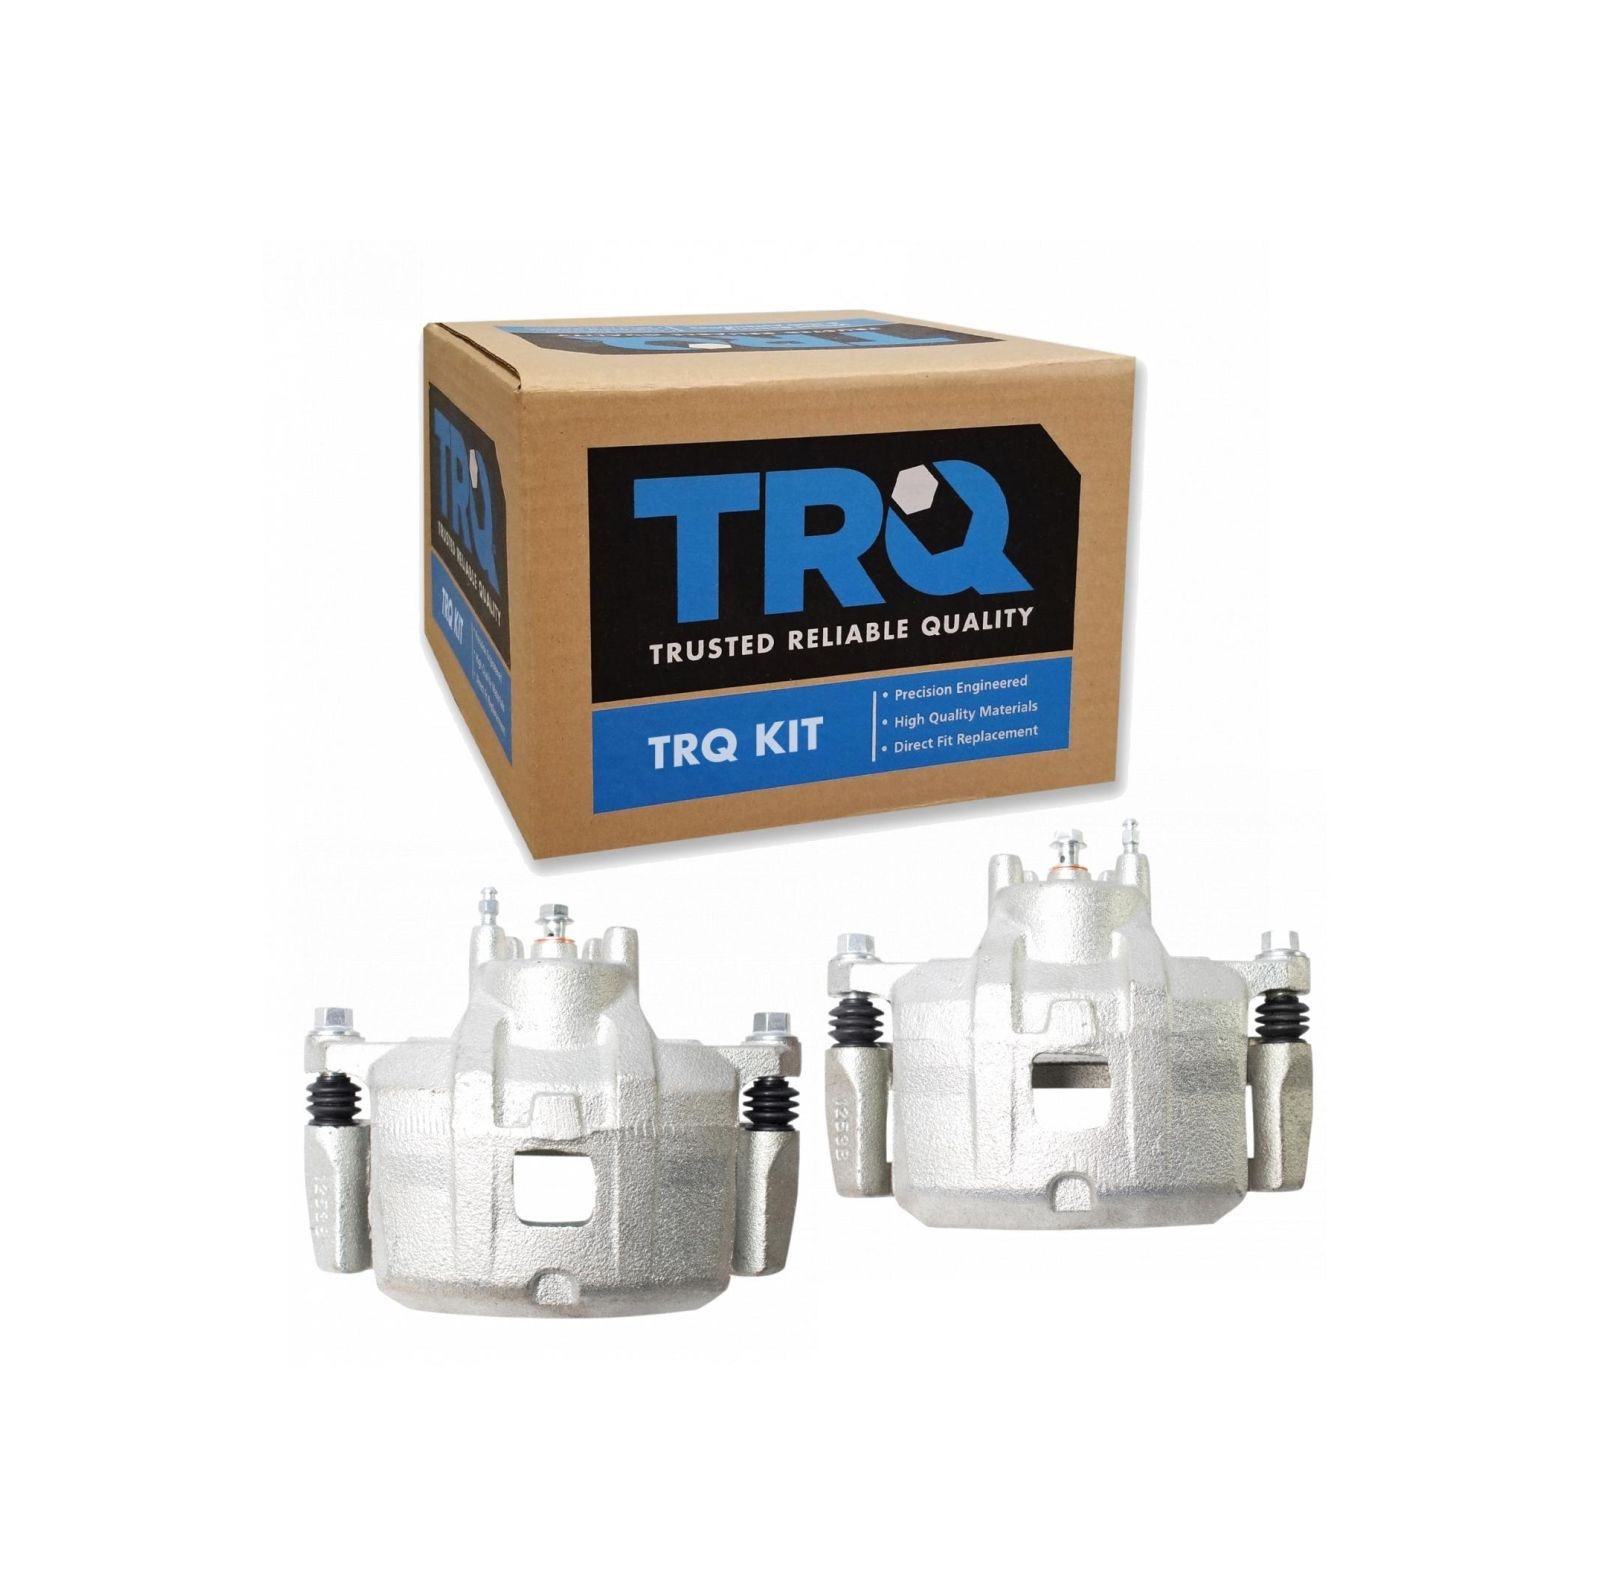 TRQ
TRUSTED RELIABLE QUALITY
TRQ KIT
• Precision Engineered
• High Quality Materials
• Direct Fit Replacement
TRQ
TRUSTED RELIABLE QUALITY
TRQ KIT
TRQ
1259B